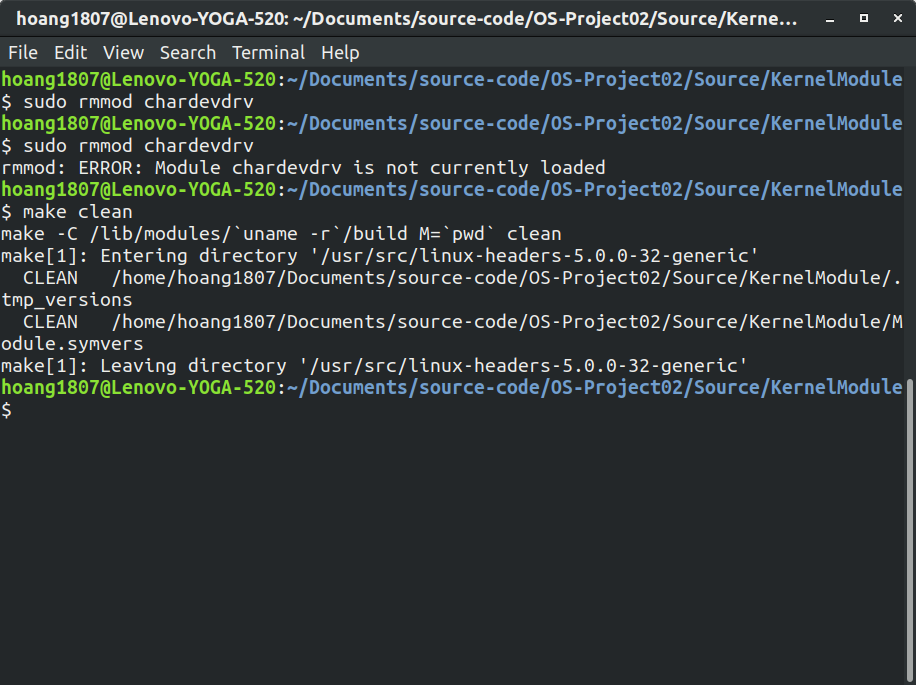 hoang1807@Lenovo-YOGA-520: ~/Documents/source-code/OS-Project02/Source/Kerne...
File Edit View Search Terminal Help
hoang1807@Lenovo-YOGA-520:~/Documents/source-code/OS-Project02/Source/KernelModule
$ sudo rmmod chardevdrv
hoang1807@Lenovo-YOGA-520:~/Documents/source-code/OS-Project02/Source/KernelModule
$ sudo rmmod chardevdrv
rmmod: ERROR: Module chardevdrv is not currently loaded
hoang1807@Lenovo-YOGA-520:~/Documents/source-code/OS-Project02/Source/KernelModule
$ make clean
make -C /lib/modules/`uname -r`/build M=`pwd` clean
make[1]: Entering directory '/usr/src/linux-headers-5.0.0-32-generic'
  CLEAN   /home/hoang1807/Documents/source-code/OS-Project02/Source/KernelModule/.
tmp_versions
  CLEAN   /home/hoang1807/Documents/source-code/OS-Project02/Source/KernelModule/M
odule.symvers
make[1]: Leaving directory '/usr/src/linux-headers-5.0.0-32-generic'
hoang1807@Lenovo-YOGA-520:~/Documents/source-code/OS-Project02/Source/KernelModule
$